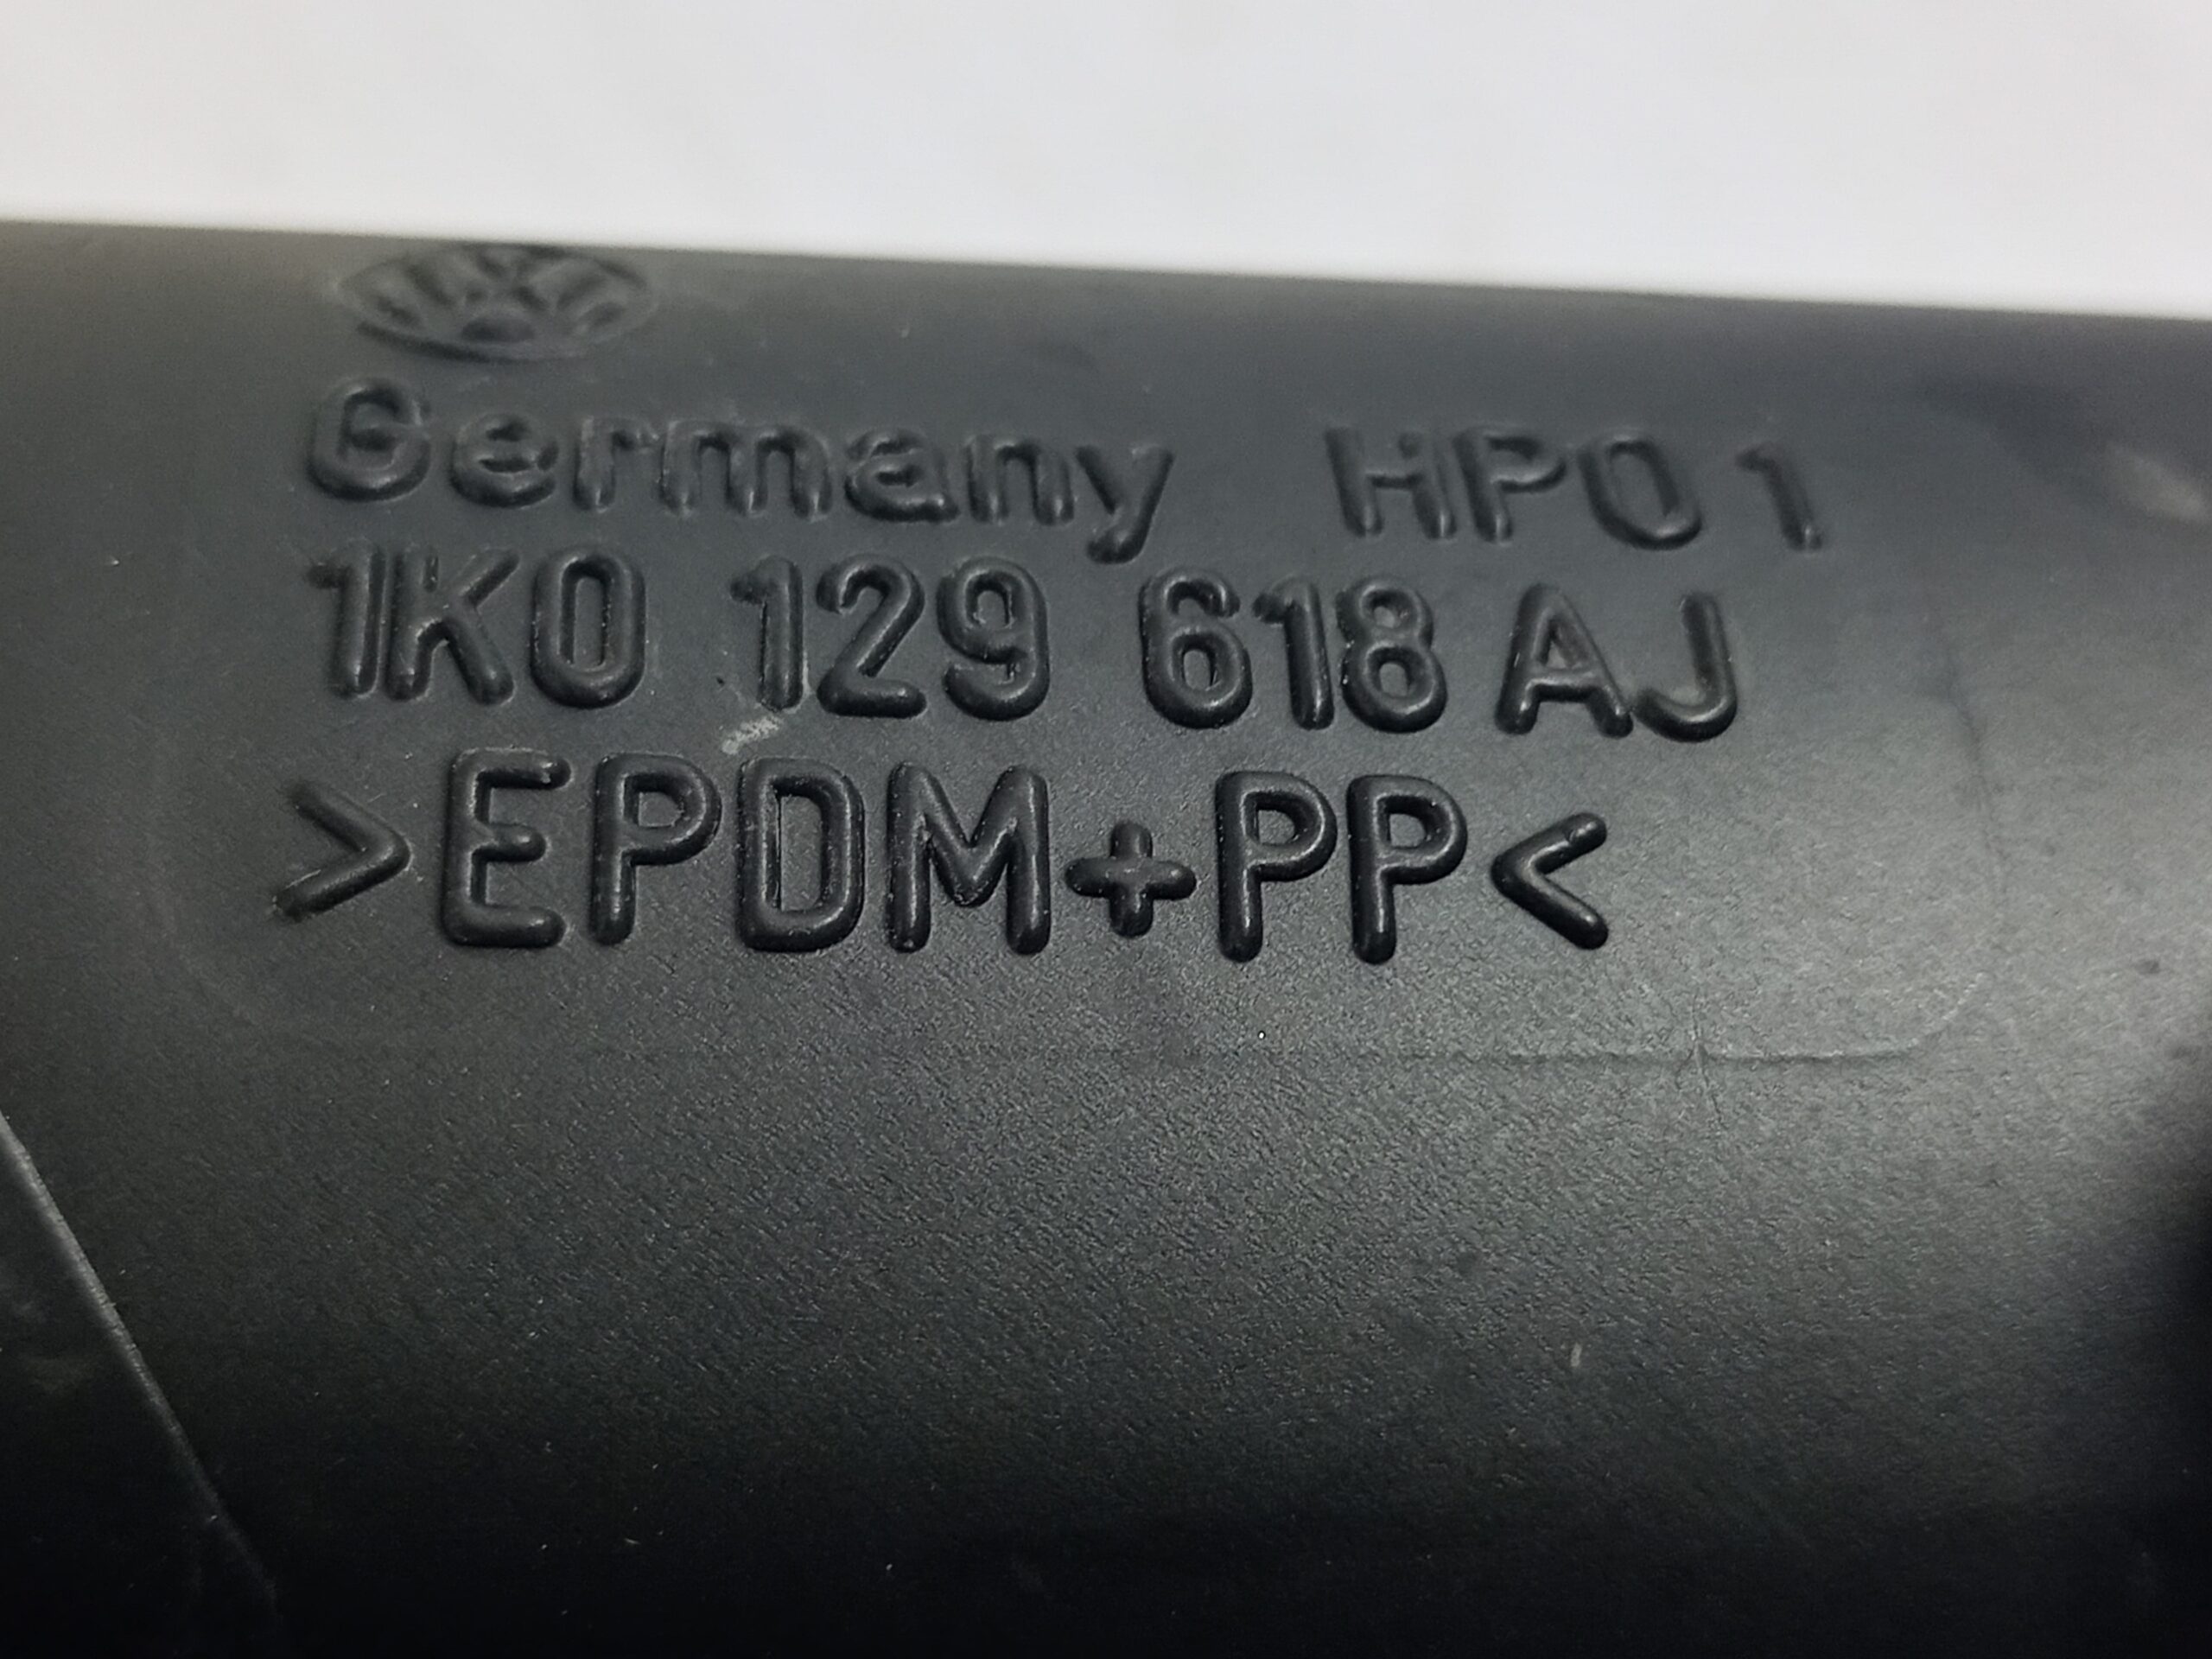 Germany HP01
1K0 129 618 AJ
>EPDM+PP<